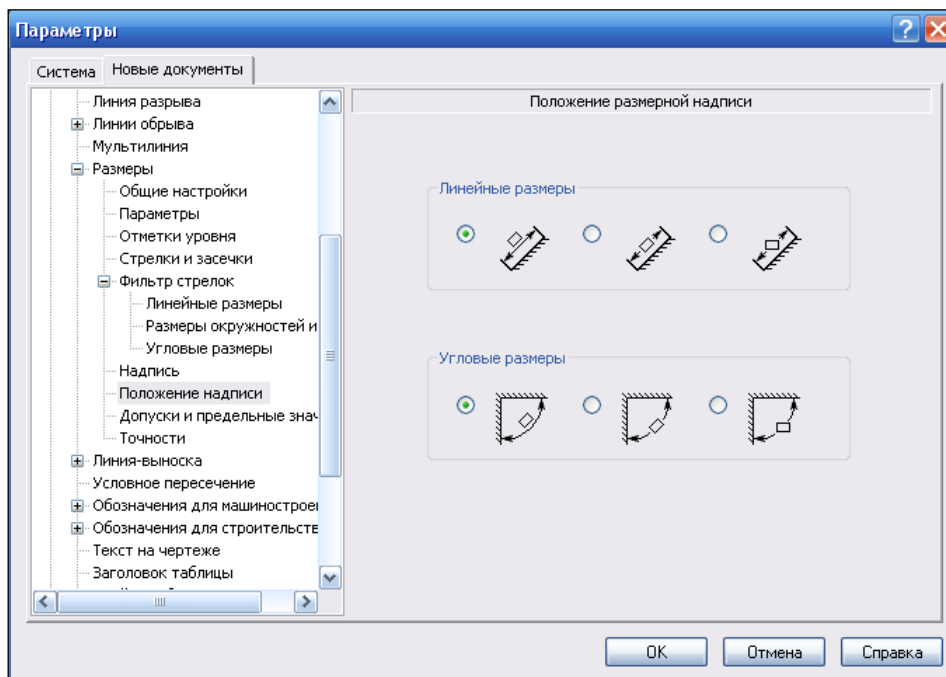 Параметры
Система
Новые документы
Линия разрыва
Линии обрыва
Мультилиния
Размеры
Общие настройки
Параметры
Отметки уровня
Стрелки и засечки
Фильтр стрелок
Линейные размеры
Размеры окружностей и
Угловые размеры
Надпись
Положение надписи
Допуски и предельные знач
Точности
Линия-выноска
Условное пересечение
Обозначения для машинострое
Обозначения для строительств
Текст на чертеже
Заголовок таблицы
Положение размерной надписи
Линейные размеры
Угловые размеры
OK
Отмена
Справка